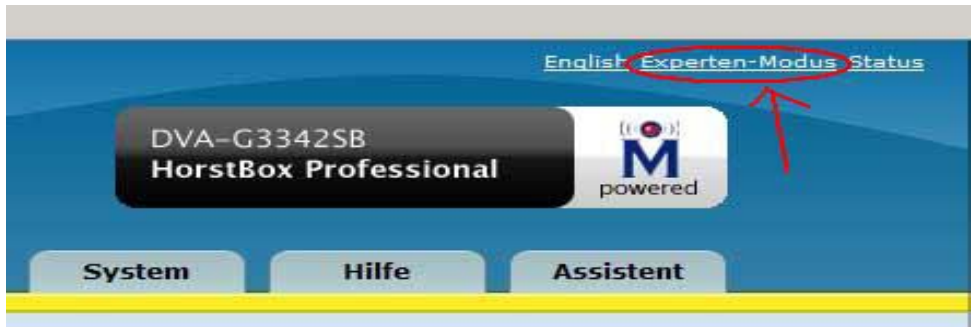 English Experten-Modus Status
DVA-G3342SB
HorstBox Professional
M
powered
System Hilfe Assistent